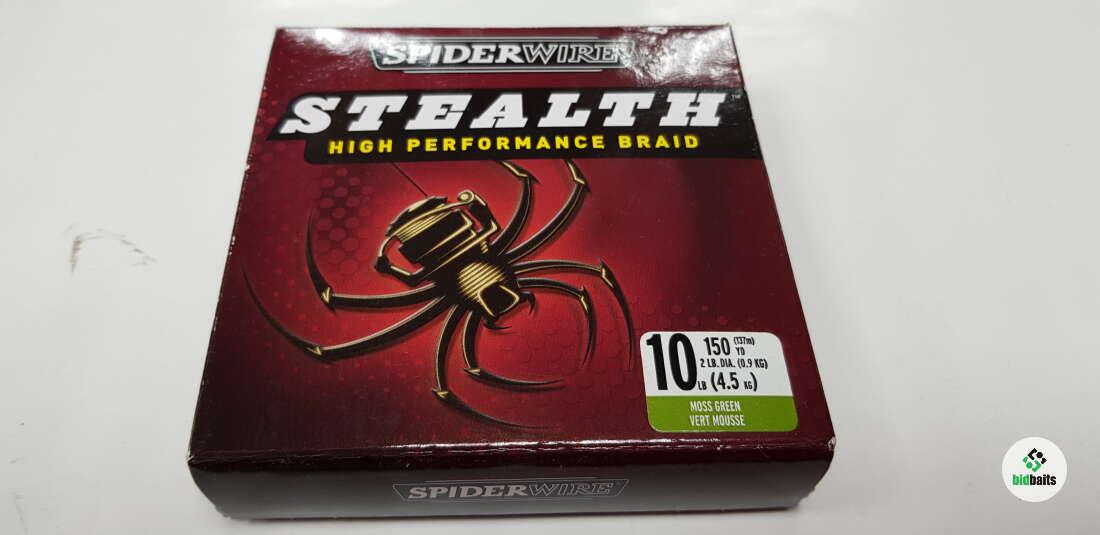 SPIDERWIRE
STEALTH™
HIGH PERFORMANCE BRAID
10 LB
150 YD (137m)
2 LB. DIA. (0.9 KG)
(4.5 KG)
MOSS GREEN
VERT MOUSSE
SPIDERWIRE
bidbaits